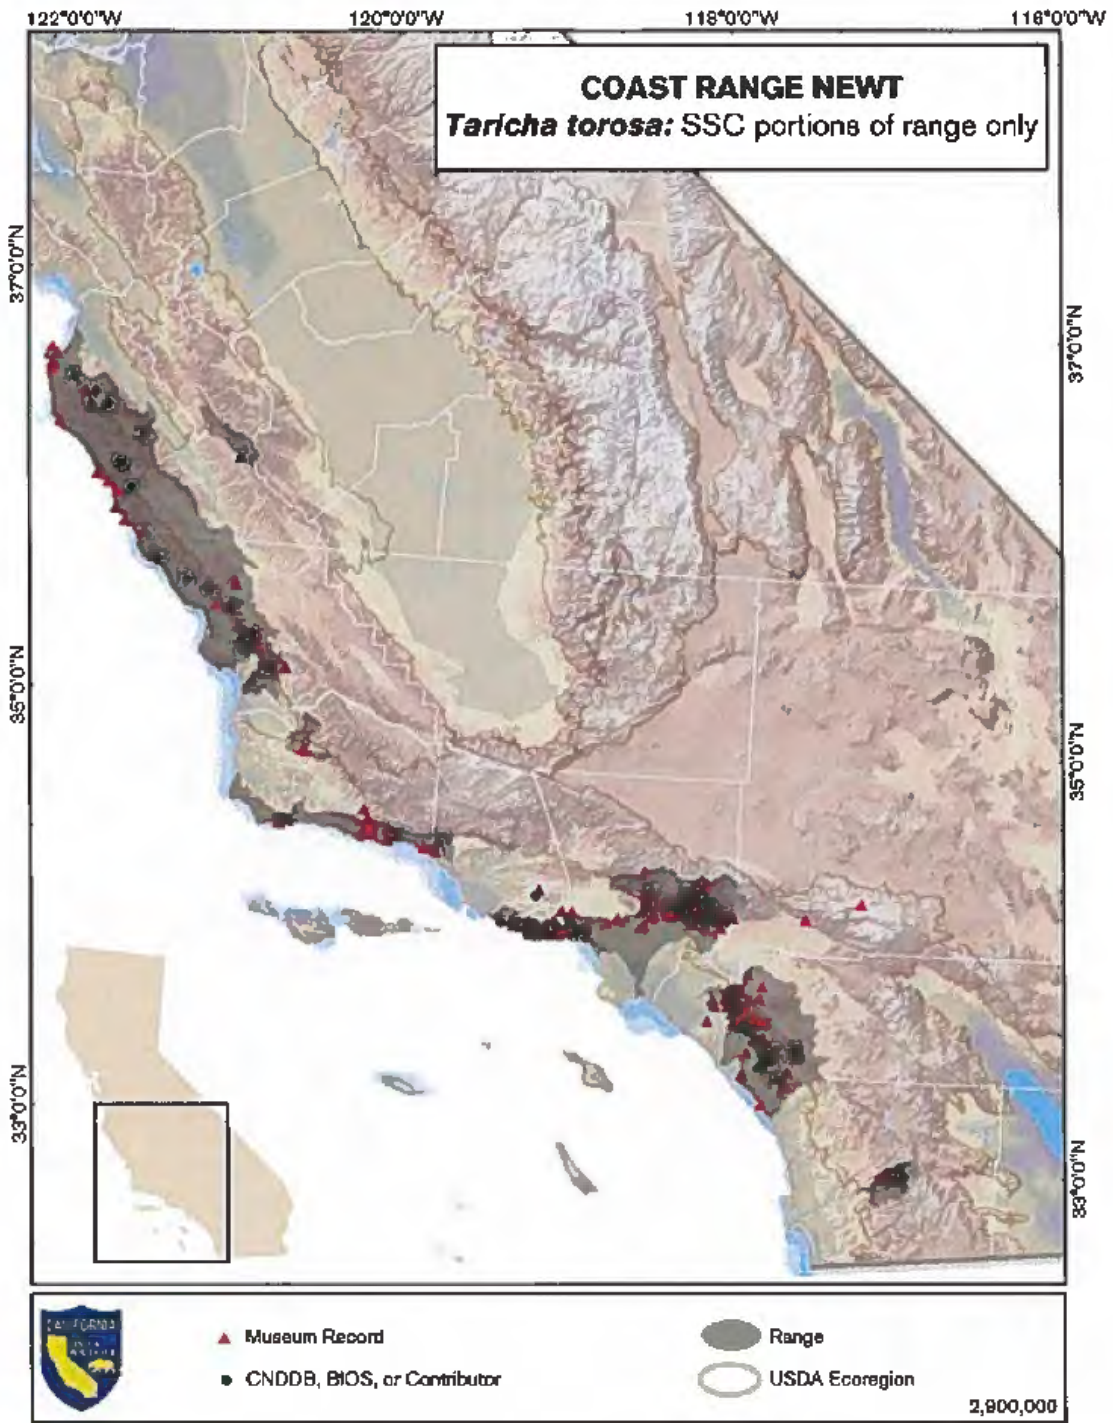 122°0'0"W 120°0'0"W 118°0'0"W 116°0'0"W
COAST RANGE NEWT
Taricha torosa: SSC portions of range only
37°0'0"N
37°0'0"N
35°0'0"N
35°0'0"N
33°0'0"N
33°0'0"N
CALIFORNIA
Museum Record
Range
CNDDB, BIOS, or Contributor
USDA Ecoregion
2,900,000